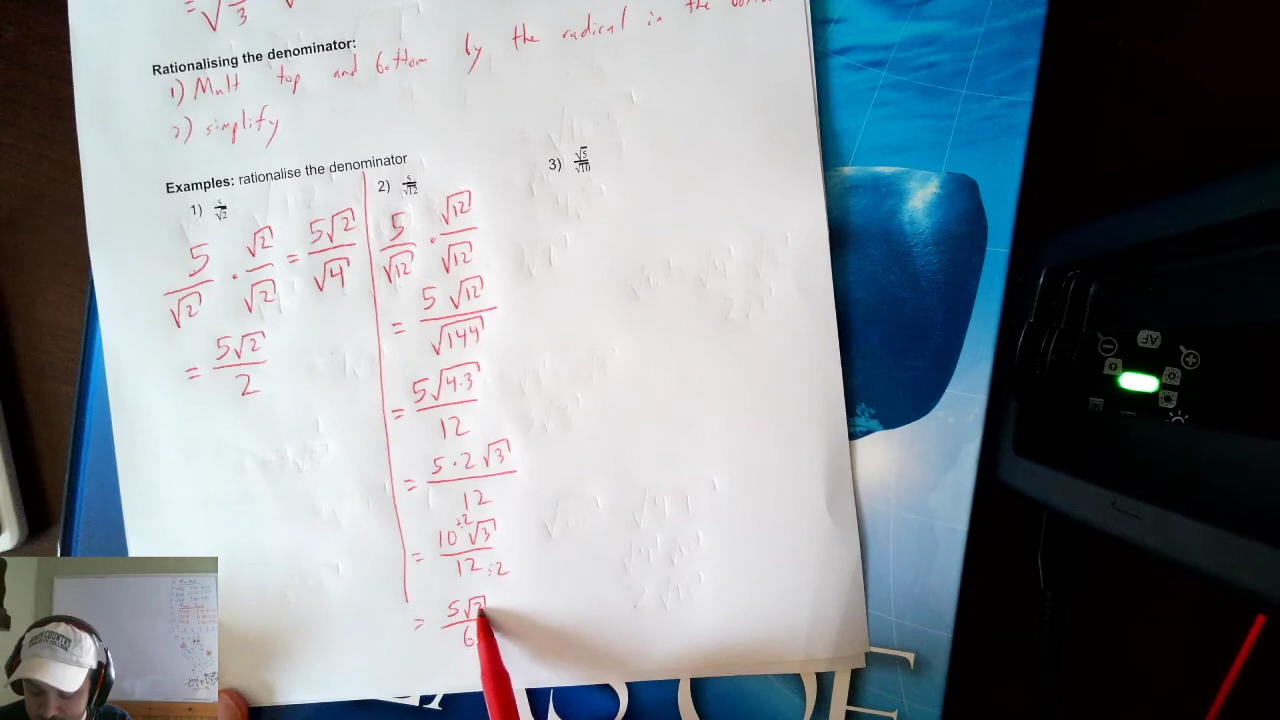 = √ 3
Rationalising the denominator:
1) Mult top and bottom by the radical in the
2) simplify
Examples: rationalise the denominator
1) 5/√2
5/√2 · √2/√2 = 5√2/√4
= 5√2/2
2) 5/√12
5/√12 · √12/√12
= 5√12/√144
= 5√4·3/12
= 5·2√3/12
= 10÷2√3/12÷2
= 5√/6
3) √5/√10
AF